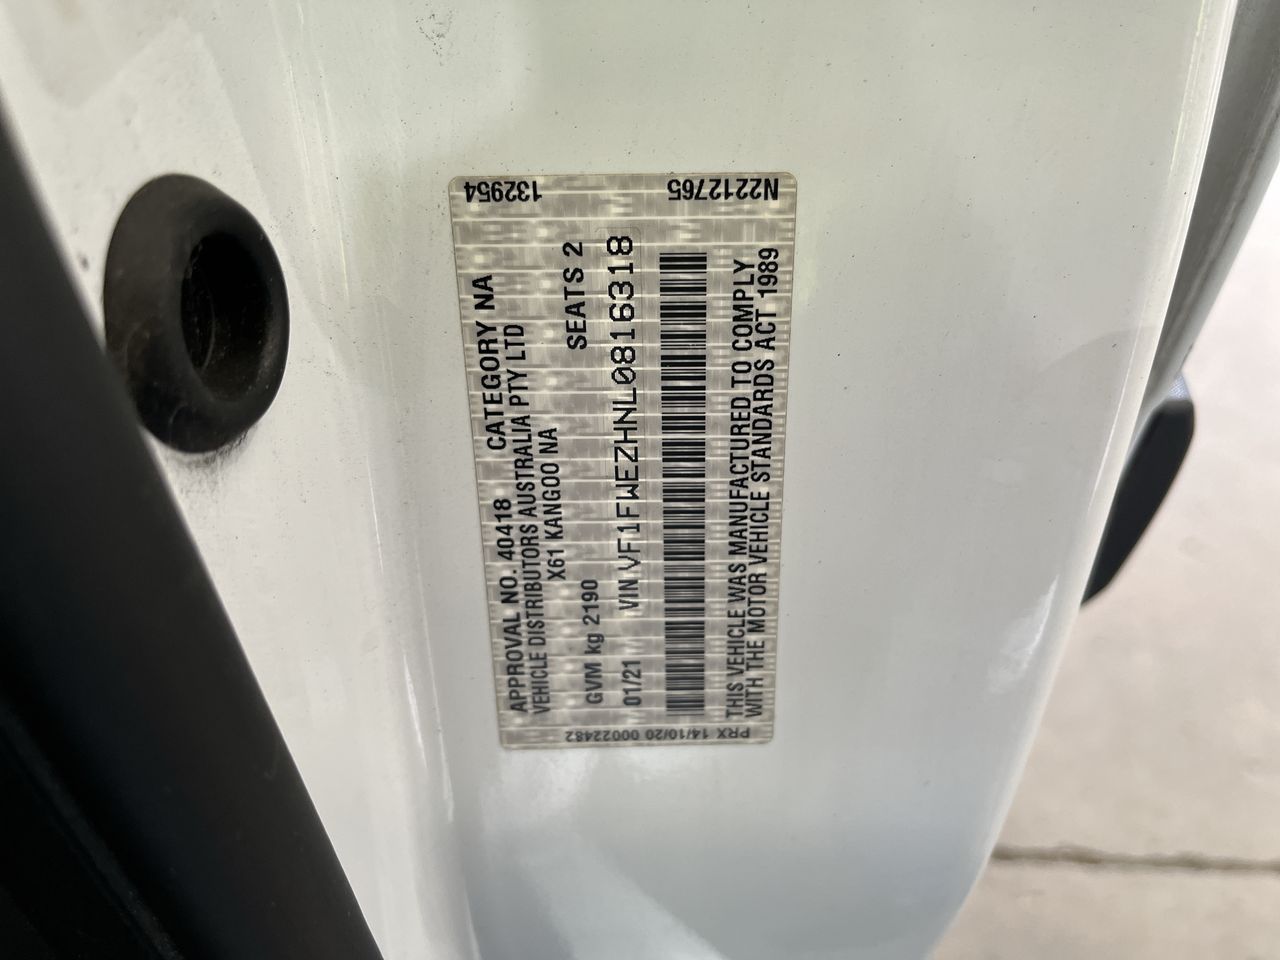 APPROVAL NO. 40418 CATEGORY NA
VEHICLE DISTRIBUTORS AUSTRALIA PTY LTD
X61 KANGOO NA
GVM kg 2190 SEATS 2
01/21 VIN VF1FWEZHNL0816318
THIS VEHICLE WAS MANUFACTURED TO COMPLY
WITH THE MOTOR VEHICLE STANDARDS ACT 1989
132954
N2212765
PRX 14/10/20 00022482